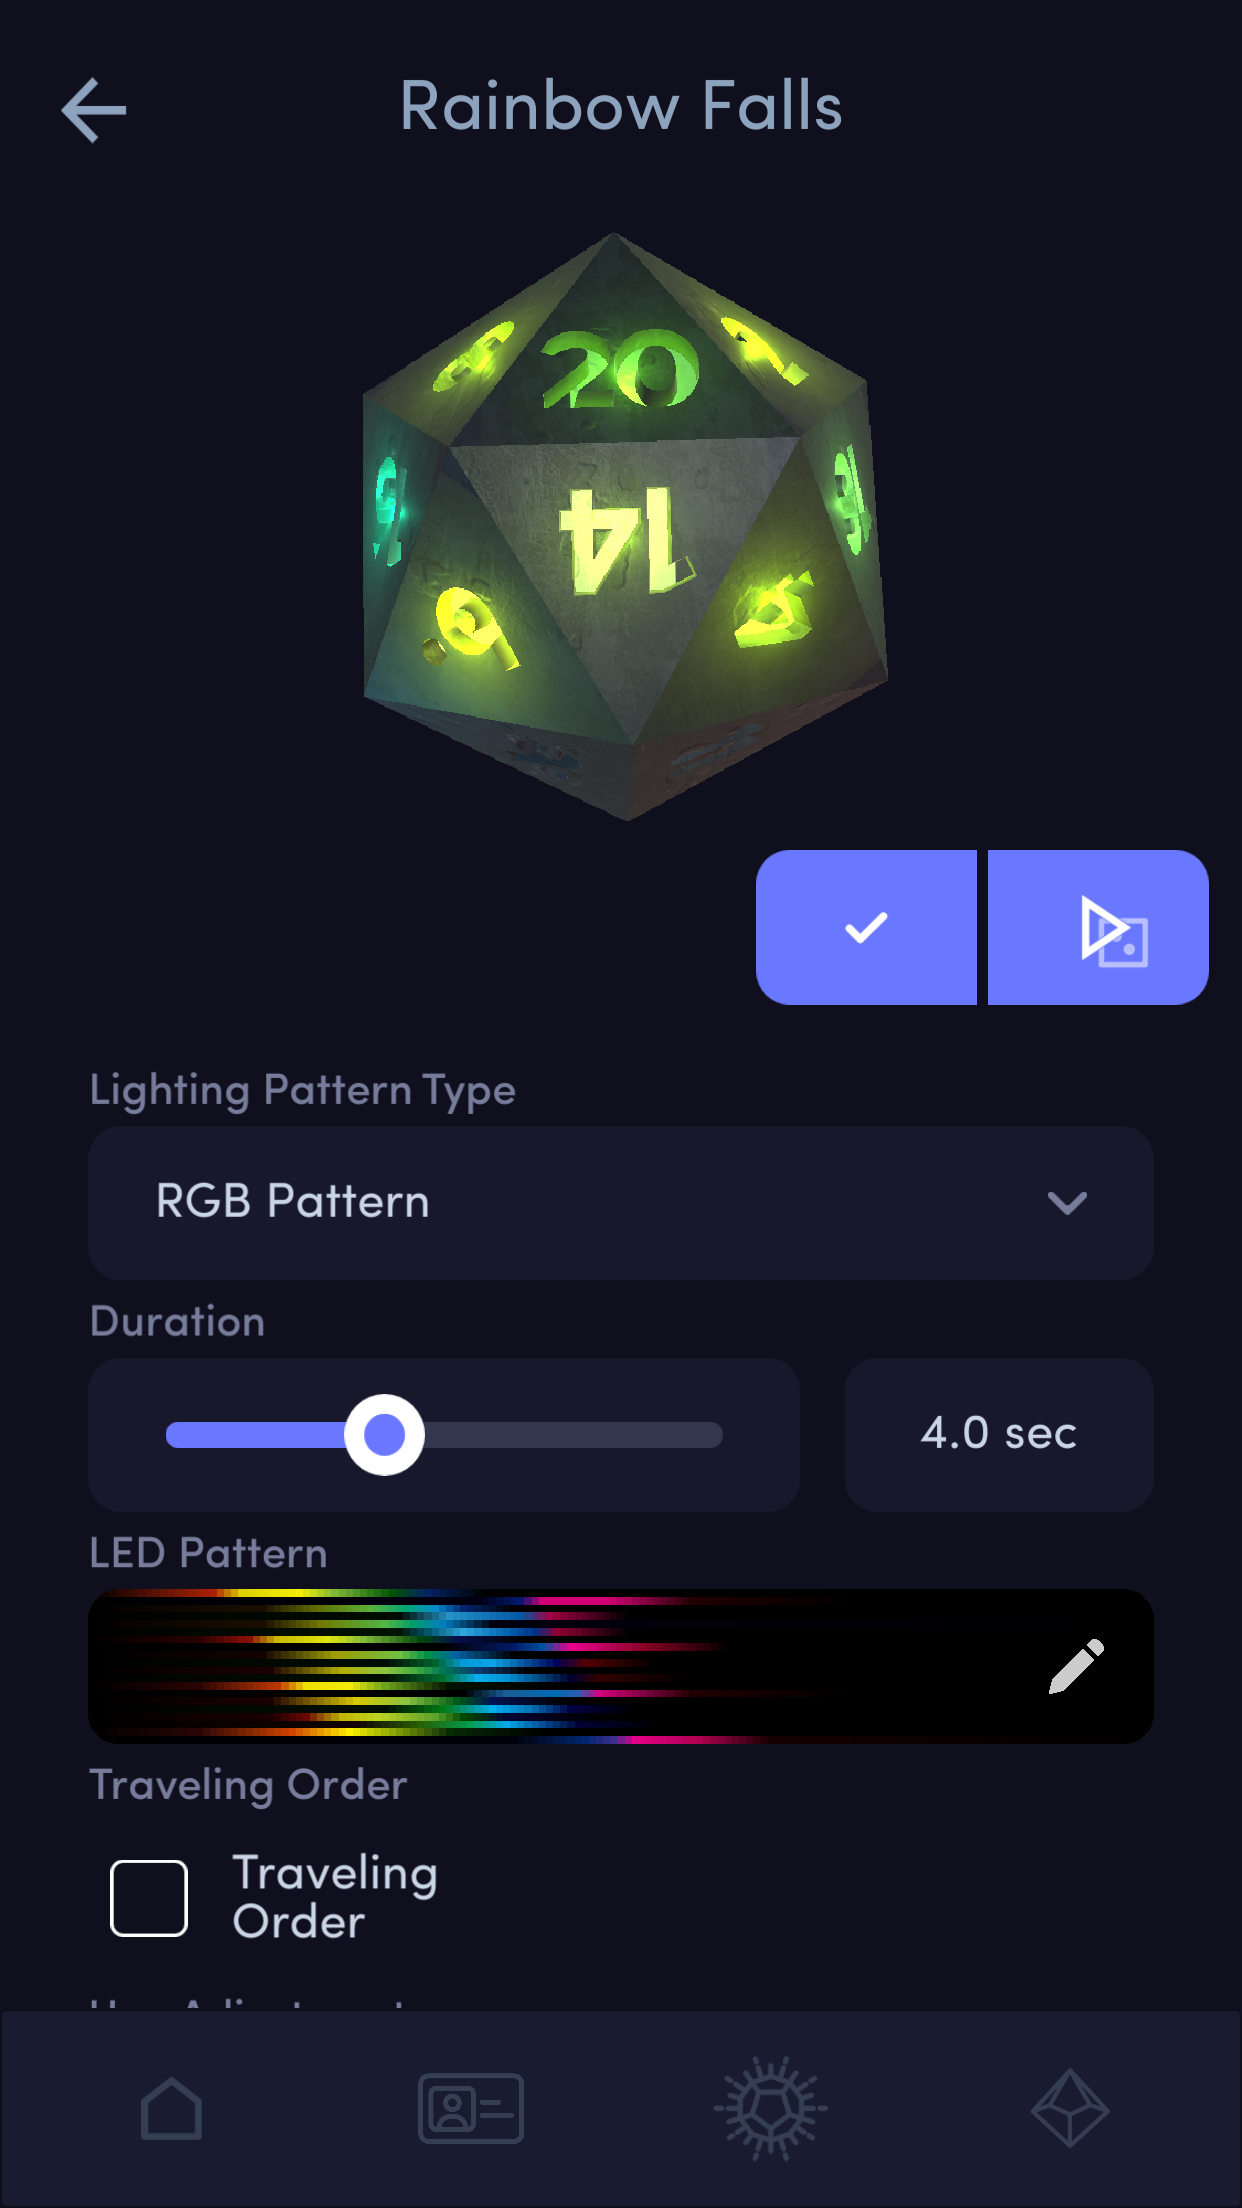 Rainbow Falls
20
14
Lighting Pattern Type
RGB Pattern
Duration
4.0 sec
LED Pattern
Traveling Order
Traveling
Order